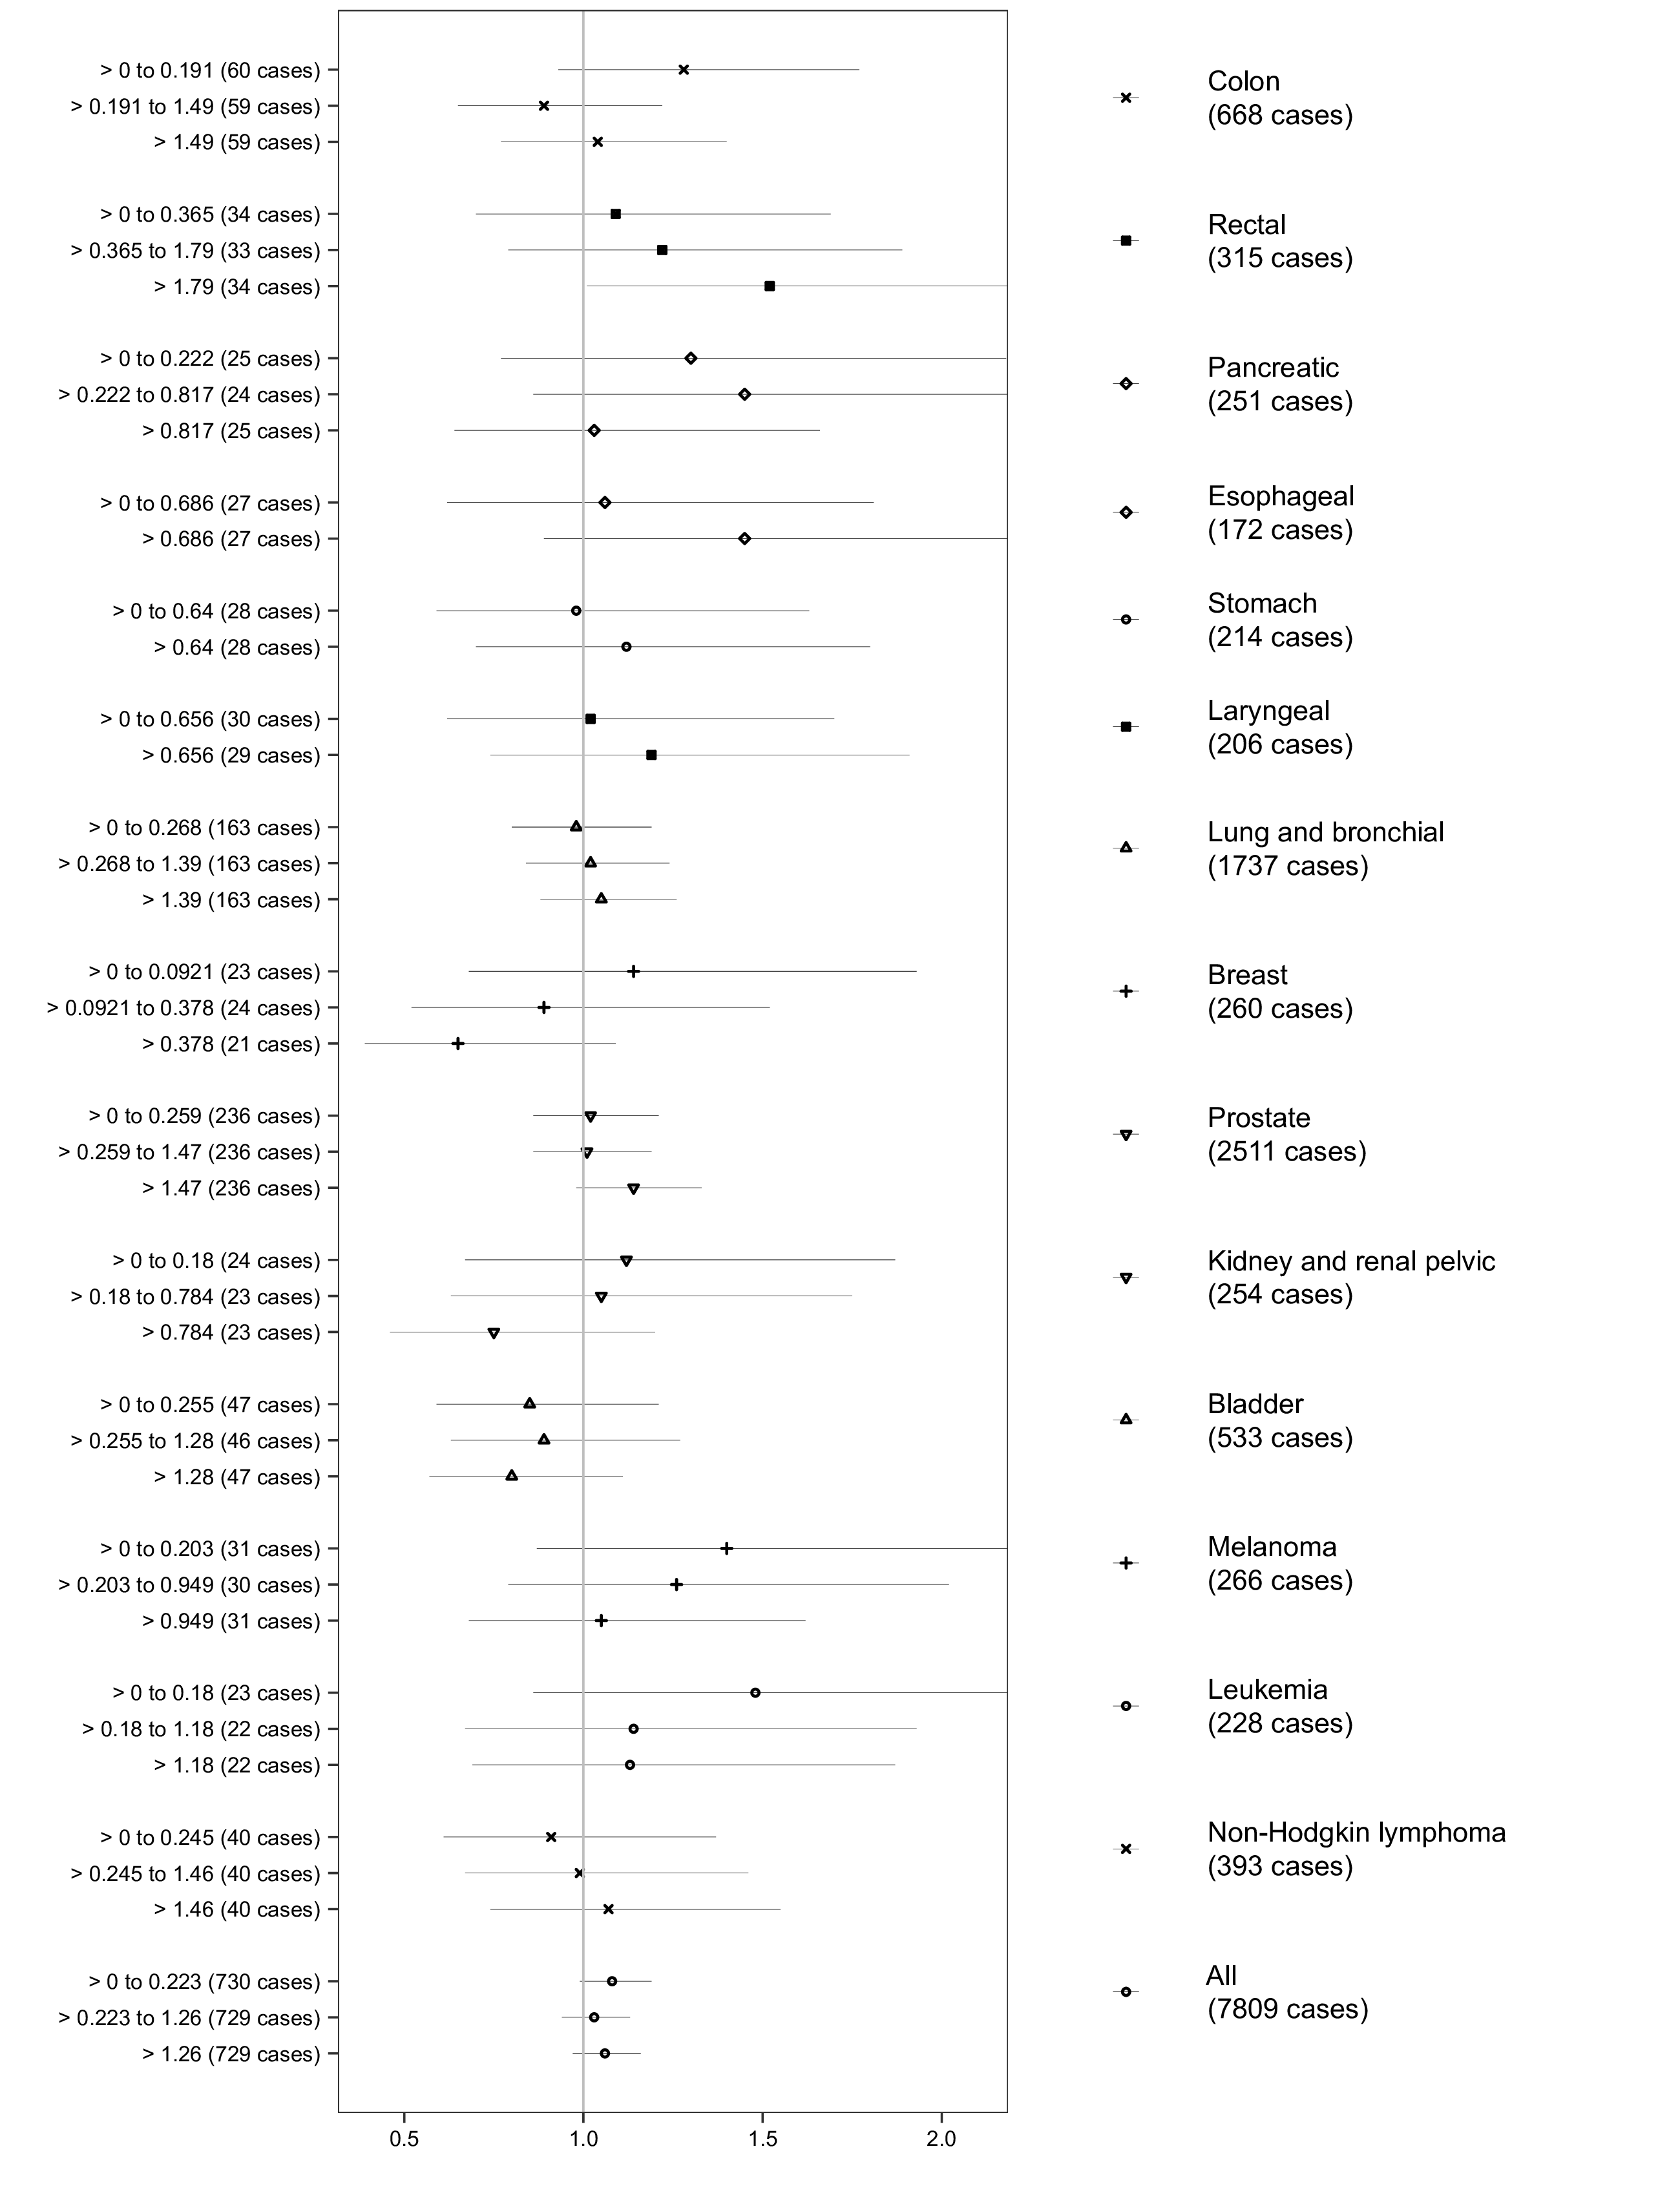 > 0 to 0.191 (60 cases)
> 0.191 to 1.49 (59 cases)
> 1.49 (59 cases)
> 0 to 0.365 (34 cases)
> 0.365 to 1.79 (33 cases)
> 1.79 (34 cases)
> 0 to 0.222 (25 cases)
> 0.222 to 0.817 (24 cases)
> 0.817 (25 cases)
> 0 to 0.686 (27 cases)
> 0.686 (27 cases)
> 0 to 0.64 (28 cases)
> 0.64 (28 cases)
> 0 to 0.656 (30 cases)
> 0.656 (29 cases)
> 0 to 0.268 (163 cases)
> 0.268 to 1.39 (163 cases)
> 1.39 (163 cases)
> 0 to 0.0921 (23 cases)
> 0.0921 to 0.378 (24 cases)
> 0.378 (21 cases)
> 0 to 0.259 (236 cases)
> 0.259 to 1.47 (236 cases)
> 1.47 (236 cases)
> 0 to 0.18 (24 cases)
> 0.18 to 0.784 (23 cases)
> 0.784 (23 cases)
> 0 to 0.255 (47 cases)
> 0.255 to 1.28 (46 cases)
> 1.28 (47 cases)
> 0 to 0.203 (31 cases)
> 0.203 to 0.949 (30 cases)
> 0.949 (31 cases)
> 0 to 0.18 (23 cases)
> 0.18 to 1.18 (22 cases)
> 1.18 (22 cases)
> 0 to 0.245 (40 cases)
> 0.245 to 1.46 (40 cases)
> 1.46 (40 cases)
> 0 to 0.223 (730 cases)
> 0.223 to 1.26 (729 cases)
> 1.26 (729 cases)
0.5 1.0 1.5 2.0
Colon
(668 cases)
Rectal
(315 cases)
Pancreatic
(251 cases)
Esophageal
(172 cases)
Stomach
(214 cases)
Laryngeal
(206 cases)
Lung and bronchial
(1737 cases)
Breast
(260 cases)
Prostate
(2511 cases)
Kidney and renal pelvic
(254 cases)
Bladder
(533 cases)
Melanoma
(266 cases)
Leukemia
(228 cases)
Non-Hodgkin lymphoma
(393 cases)
All
(7809 cases)